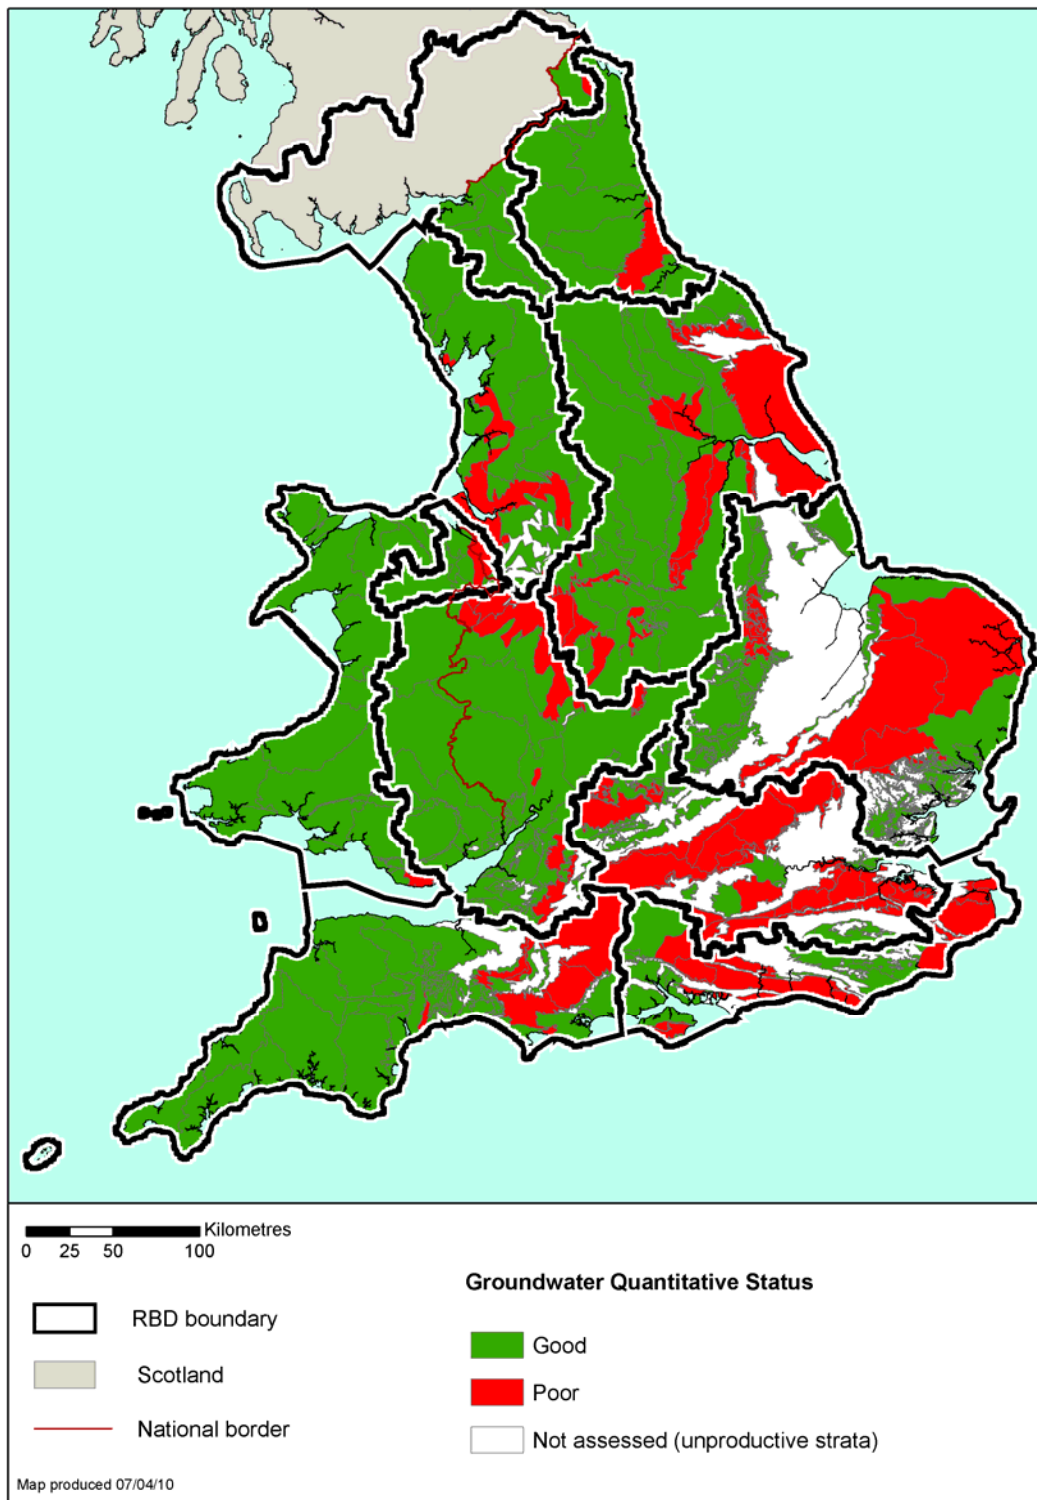 Kilometres
0 25 50 100
RBD boundary
Scotland
National border
Groundwater Quantitative Status
Good
Poor
Not assessed (unproductive strata)
Map produced 07/04/10